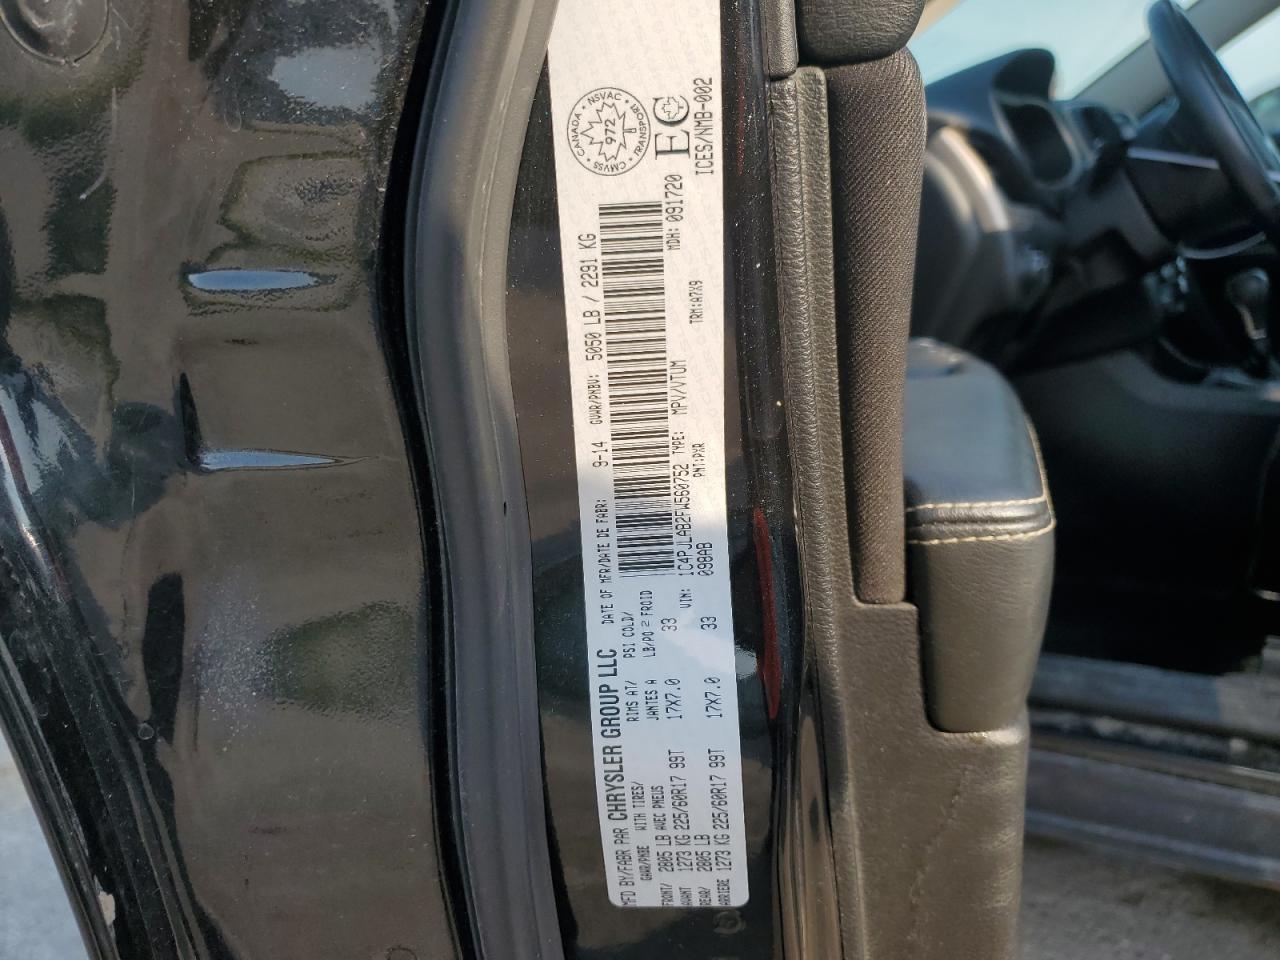 MFD BY/FABR PAR CHRYSLER GROUP LLC DATE OF MFR/DATE DE FABR: 9-14 GVWR/PNBV: 5050 LB / 2291 KG
GAWR/PNBE WITH TIRES/ RIMS AT/ PSI COLD/
AVEC PNEUS JANTES A LB/PO 2 FROID
FRONT/ 2805 LB
AVANT 1273 KG 225/60R17 99T 17X7.0 33
REAR/ 2805 LB
ARRIERE 1273 KG 225/60R17 99T 17X7.0 33
VIN: 1C4PJLAB2FW560752 TYPE: MPV/VTUM TRM:A7X9 MDH: 091720
098AB PNT:PXR
CANADA NSVAC TRANSPORT CMVSS
972
EC
ICES/NMB-002